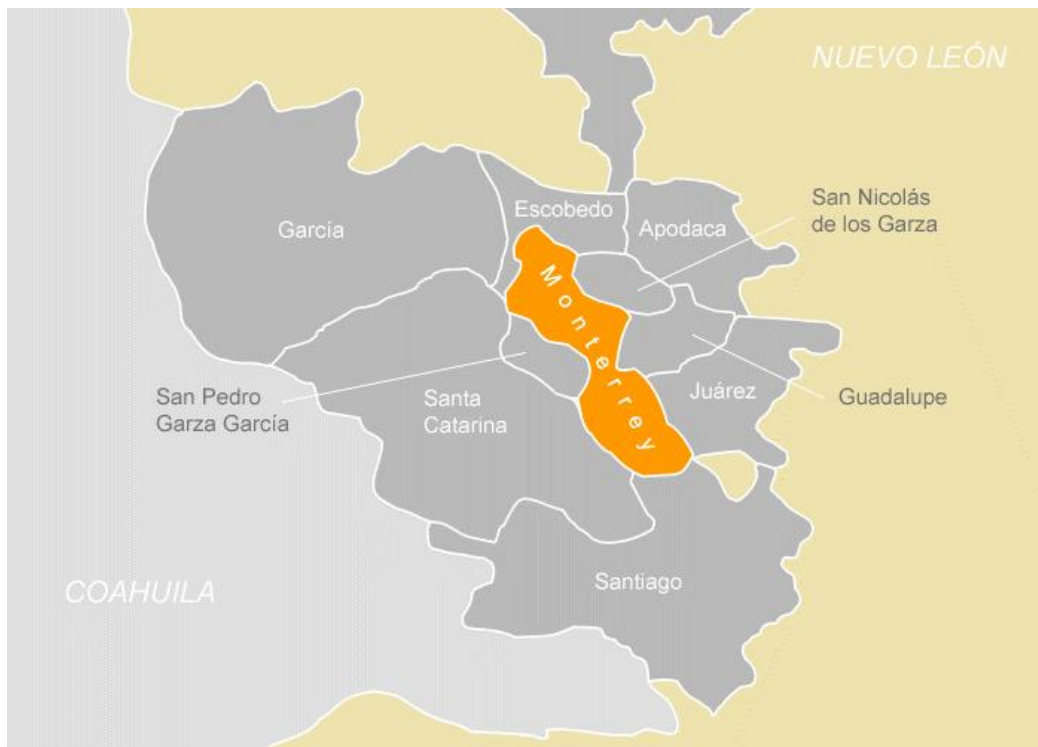 NUEVO LEÓN
San Nicolás
de los Garza
Escobedo
Apodaca
García
Monterrey
San Pedro
Garza García
Santa
Catarina
Juárez
Guadalupe
Santiago
COAHUILA